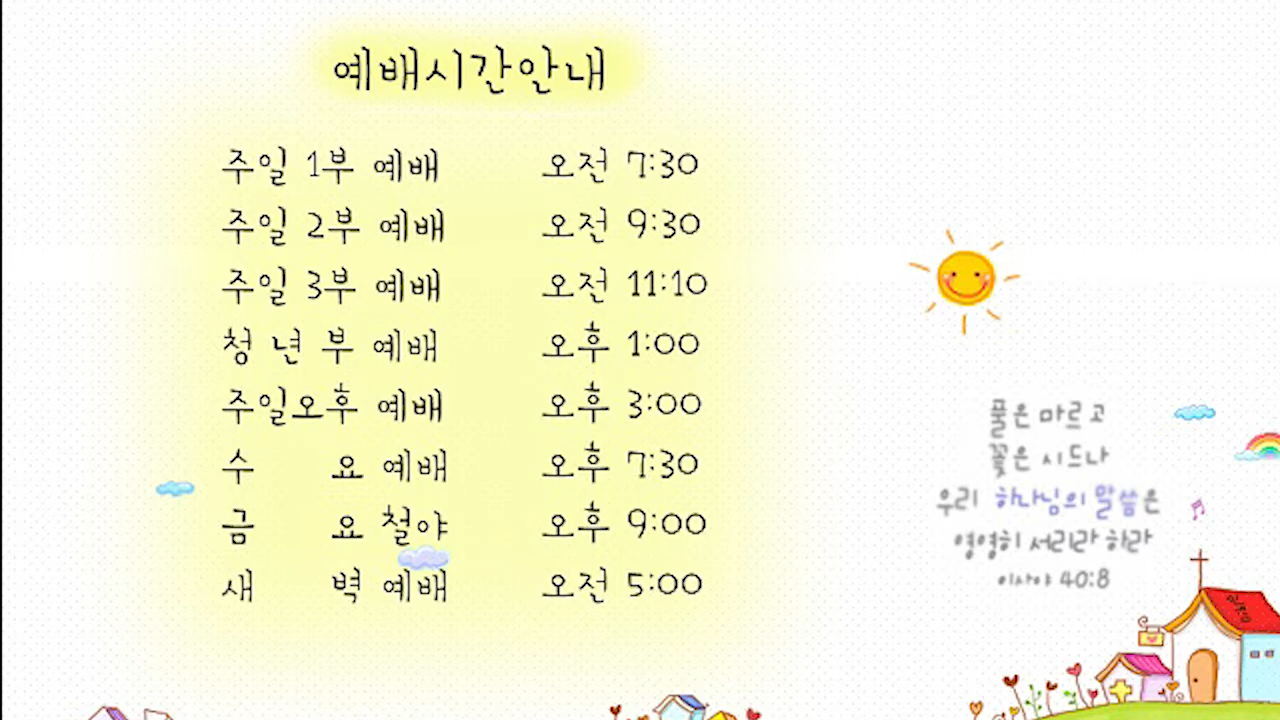 예배시간안내
주일 1부 예배 오전 7:30
주일 2부 예배 오전 9:30
주일 3부 예배 오전 11:10
청 년 부 예배 오후 1:00
주일오후 예배 오후 3:00
수 요 예배 오후 7:30
금 요 철야 오후 9:00
새 벽 예배 오전 5:00
풀은 마르고
꽃은 시드나
우리 하나님의 말씀은
영영히 서리라 하라
이사야 40:8